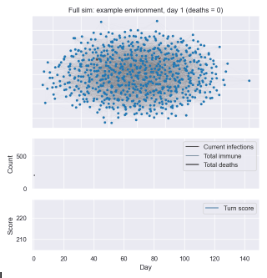 Full sim: example environment, day 1 (deaths = 0)
Count
500
0
Current infections
Total immune
Total deaths
Score
220
210
Turn score
0 20 40 60 80 100 120 140
Day